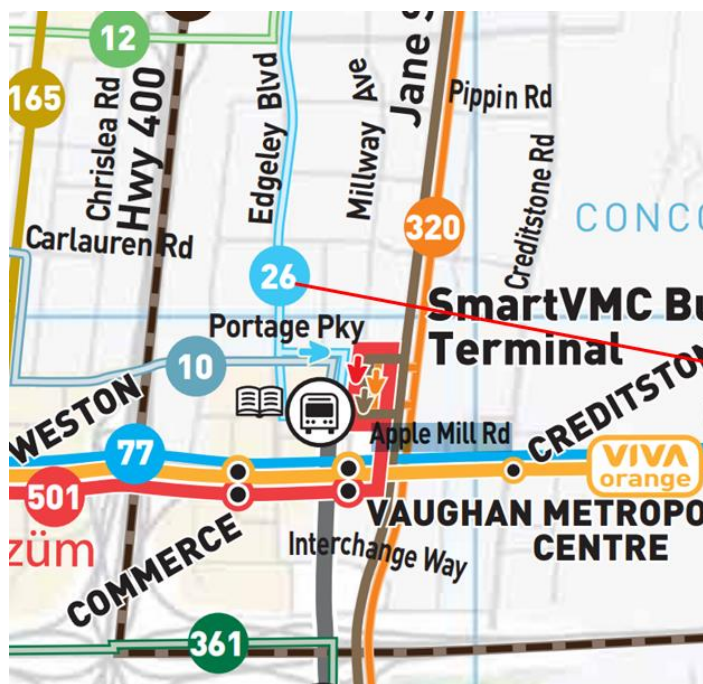 12
165
Chrislea Rd
Hwy 400
Edgeley Blvd
Millway Ave
Jane S
Pippin Rd
Creditstone Rd
CONCO
Carlauren Rd
320
26
SmartVMC Bu
Terminal
Portage Pky
10
WESTON
CREDITSTON
Apple Mill Rd
77
VIVA
orange
501
züm
COMMERCE
VAUGHAN METROPO
CENTRE
Interchange Way
361